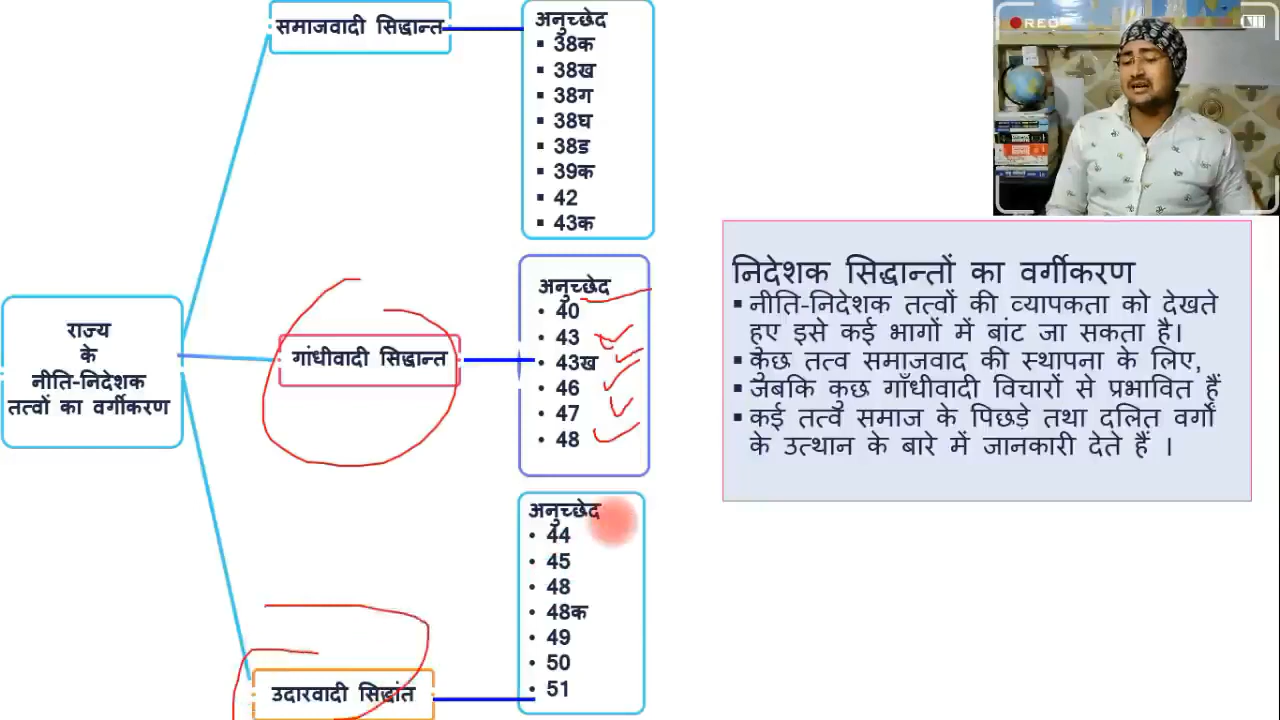 समाजवादी सिद्धान्त
अनुच्छेद
▪ 38क
▪ 38ख
▪ 38ग
▪ 38घ
▪ 38ड
▪ 39क
▪ 42
▪ 43क
REC
राज्य
के
नीति-निदेशक
तत्वों का वर्गीकरण
गांधीवादी सिद्धान्त
अनुच्छेद
• 40
• 43
• 43ख
• 46
• 47
• 48
निदेशक सिद्धान्तों का वर्गीकरण
▪ नीति-निदेशक तत्वों की व्यापकता को देखते
हुए इसे कई भागों में बांट जा सकता है।
▪ कुछ तत्व समाजवाद की स्थापना के लिए,
▪ जबकि कुछ गाँधीवादी विचारों से प्रभावित हैं
▪ कई तत्व समाज के पिछड़े तथा दलित वर्गों
के उत्थान के बारे में जानकारी देते हैं ।
उदारवादी सिद्धांत
अनुच्छेद
• 44
• 45
• 48
• 48क
• 49
• 50
• 51